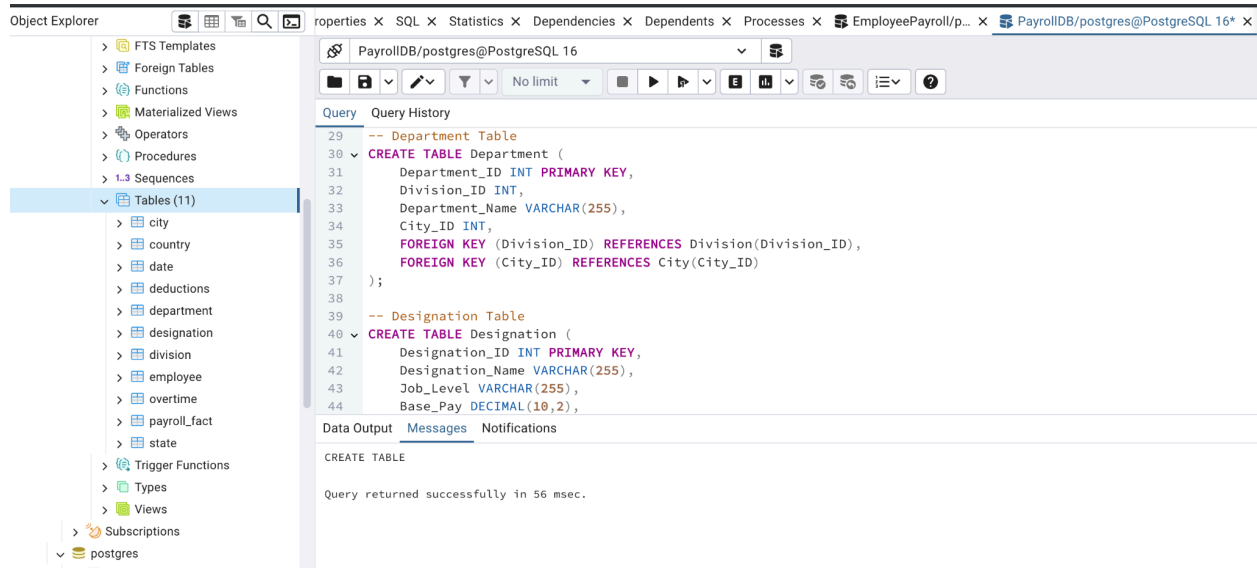 Object Explorer
roperties × SQL × Statistics × Dependencies × Dependents × Processes × EmployeePayroll/p... × PayrollDB/postgres@PostgreSQL 16* ×
FTS Templates
Foreign Tables
Functions
Materialized Views
Operators
Procedures
1..3 Sequences
Tables (11)
city
country
date
deductions
department
designation
division
employee
overtime
payroll_fact
state
Trigger Functions
Types
Views
Subscriptions
postgres
PayrollDB/postgres@PostgreSQL 16
No limit
E
Query Query History
29 -- Department Table
30 CREATE TABLE Department (
31 Department_ID INT PRIMARY KEY,
32 Division_ID INT,
33 Department_Name VARCHAR(255),
34 City_ID INT,
35 FOREIGN KEY (Division_ID) REFERENCES Division(Division_ID),
36 FOREIGN KEY (City_ID) REFERENCES City(City_ID)
37 );
38
39 -- Designation Table
40 CREATE TABLE Designation (
41 Designation_ID INT PRIMARY KEY,
42 Designation_Name VARCHAR(255),
43 Job_Level VARCHAR(255),
44 Base_Pay DECIMAL(10,2),
Data Output Messages Notifications
CREATE TABLE
Query returned successfully in 56 msec.